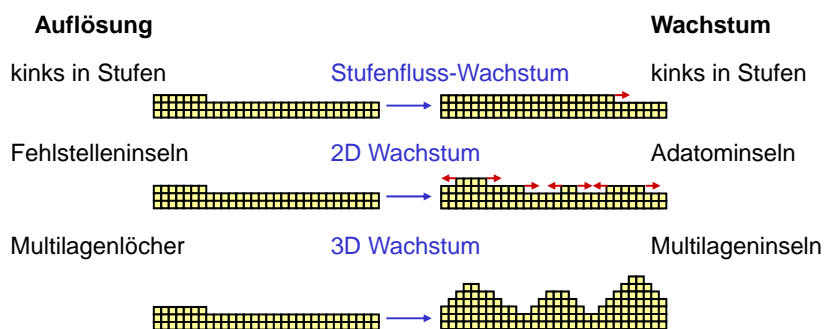 Auflösung Wachstum
kinks in Stufen Stufenfluss-Wachstum kinks in Stufen
Fehlstelleninseln 2D Wachstum Adatominseln
Multilagenlöcher 3D Wachstum Multilageninseln